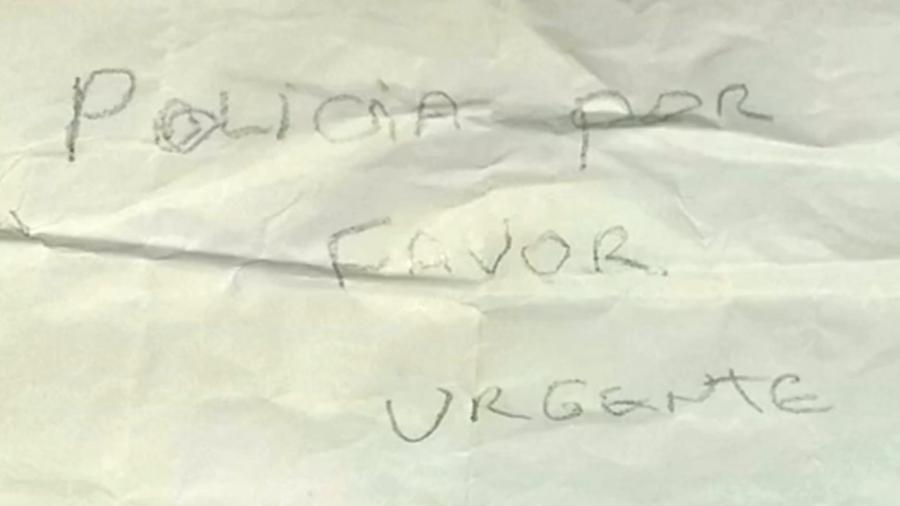 POLICIA POR
FAVOR
URGENTE